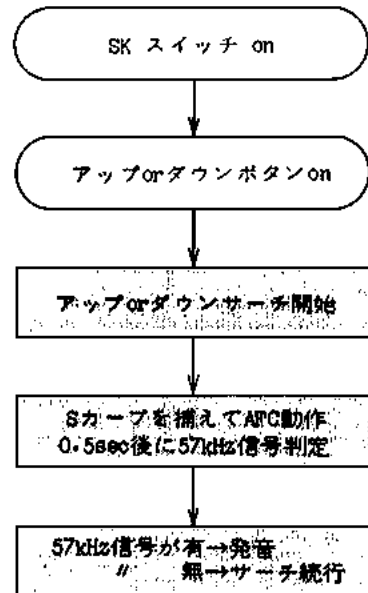 SK スイッチ on
アップorダウンボタンon
アップorダウンサーチ開始
Sカーブを捕えてAFC動作
0.5sec後に57kHz信号判定
57kHz信号が有→発音
〃 無→サーチ続行